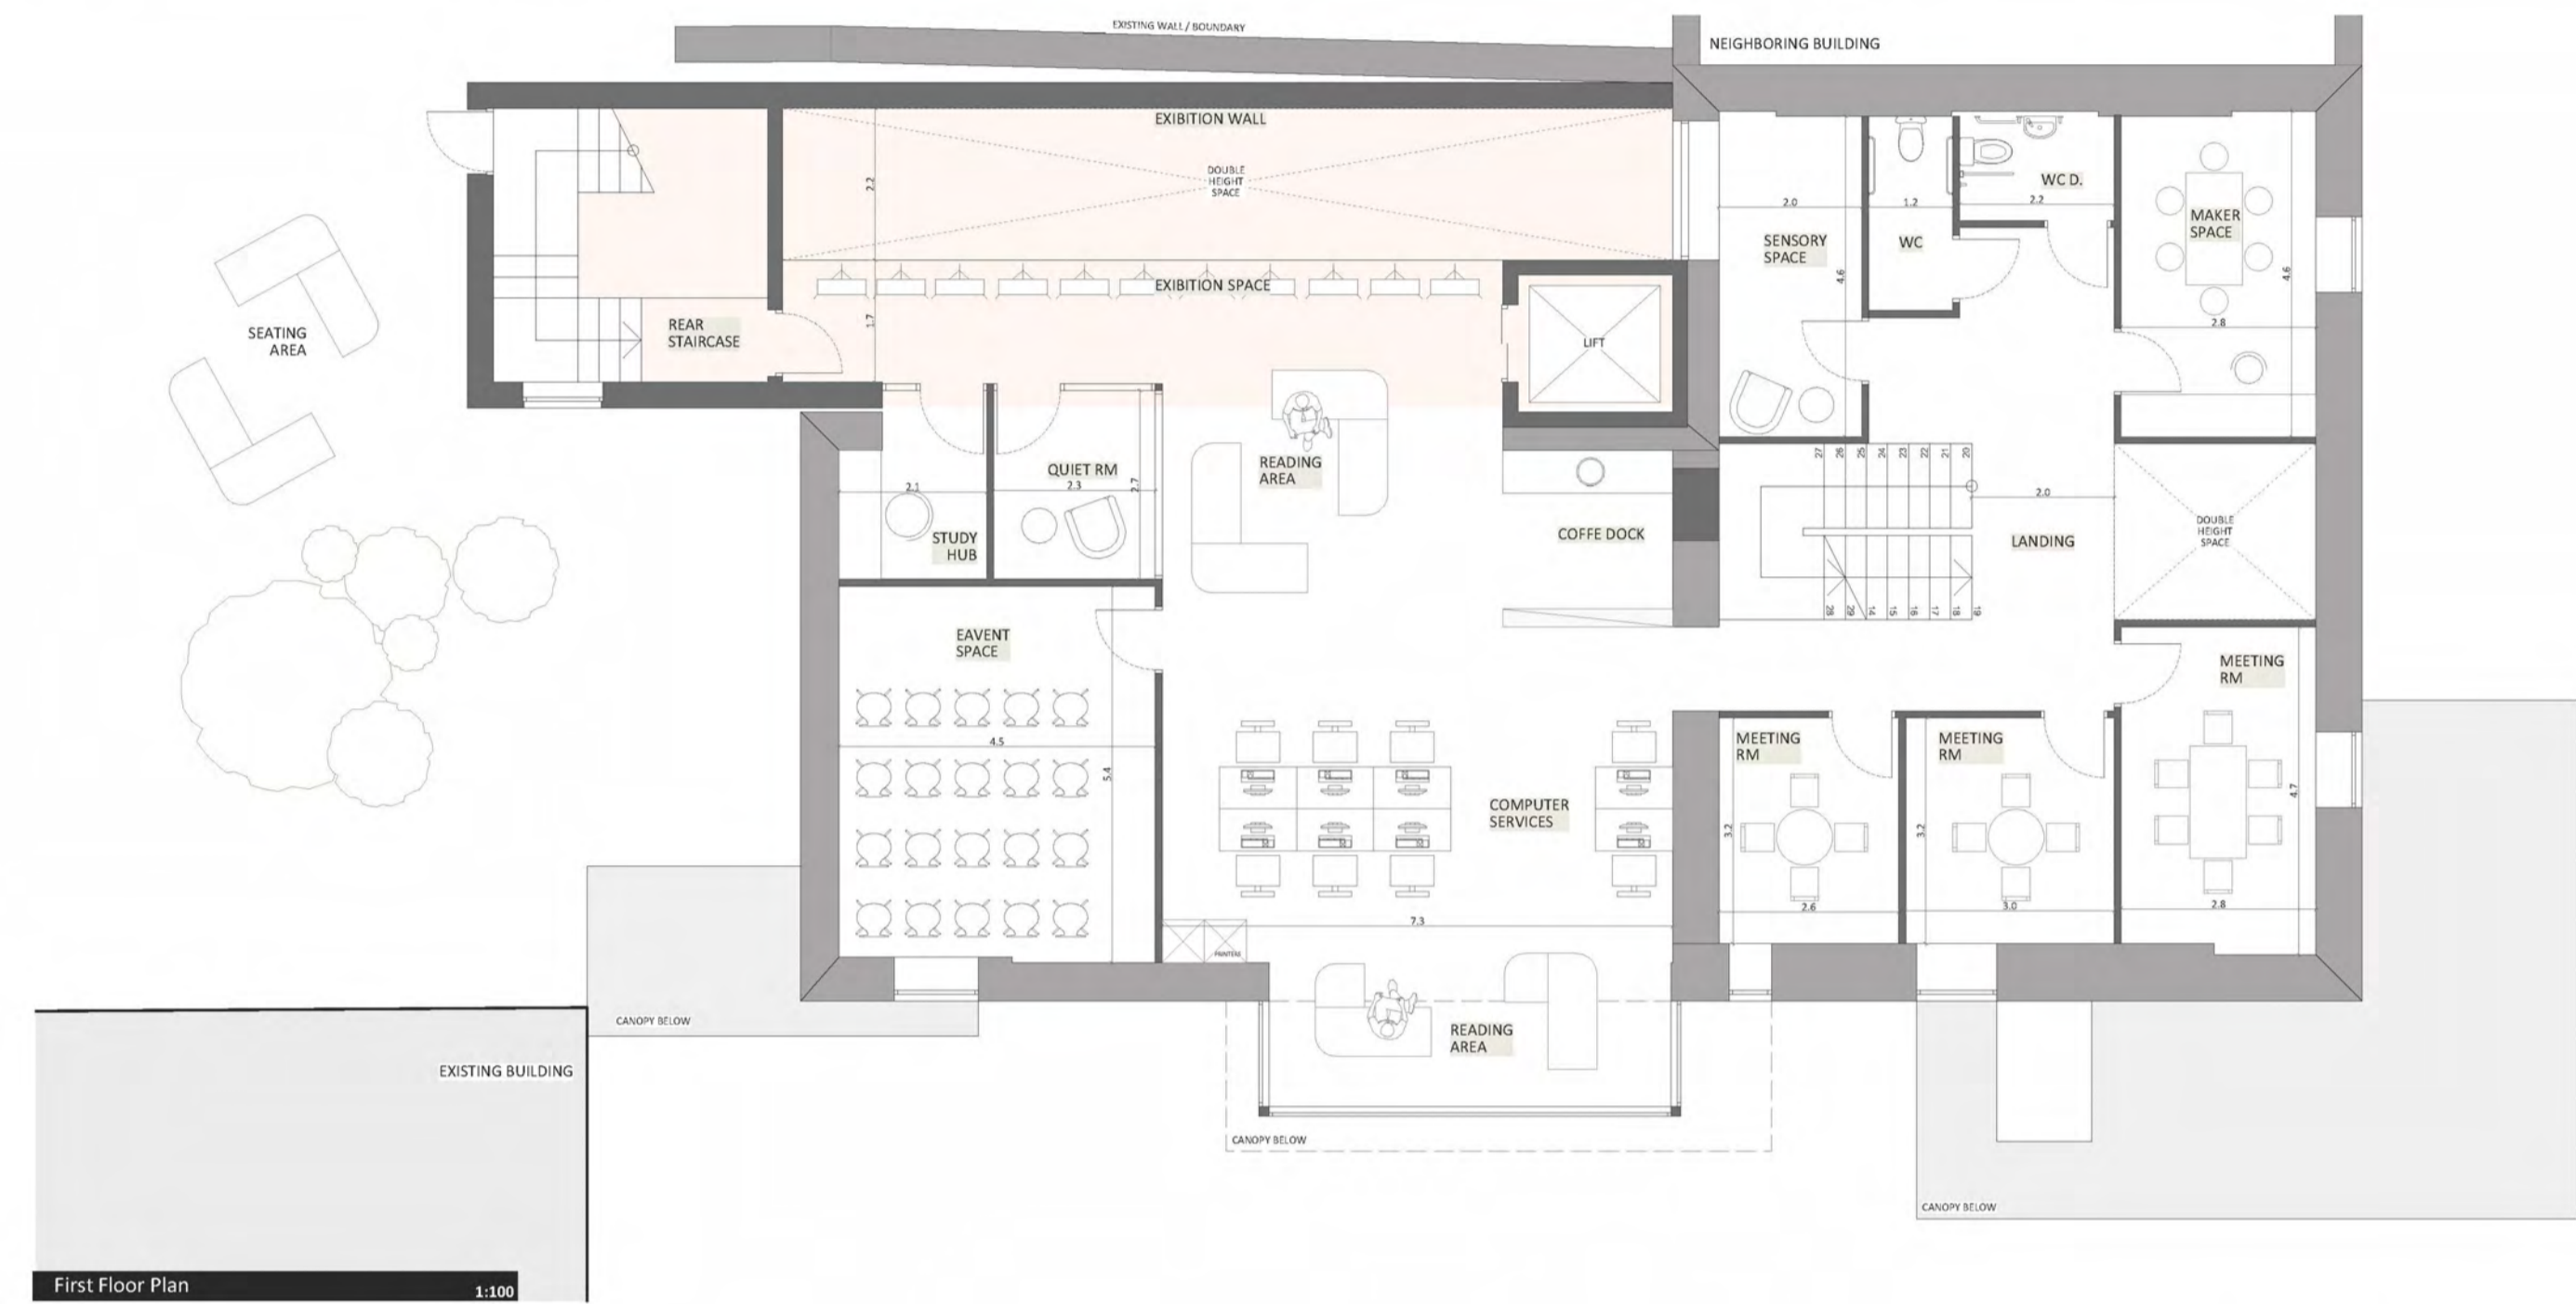 EXISTING WALL / BOUNDARY
NEIGHBORING BUILDING
EXIBITION WALL
DOUBLE
HEIGHT
SPACE
2.2
EXIBITION SPACE
1.7
REAR
STAIRCASE
SEATING
AREA
LIFT
SENSORY
SPACE
2.0
4.6
WC
1.2
WC D.
2.2
MAKER
SPACE
4.6
2.8
QUIET RM
2.3
2.7
2.1
STUDY
HUB
READING
AREA
COFFE DOCK
27
26
25
24
23
22
21
20
28
29
14
15
16
17
18
19
2.0
LANDING
DOUBLE
HEIGHT
SPACE
EAVENT
SPACE
4.5
5.4
COMPUTER
SERVICES
7.3
PRINTERS
MEETING
RM
3.2
2.6
MEETING
RM
3.2
3.0
MEETING
RM
4.7
2.8
READING
AREA
CANOPY BELOW
CANOPY BELOW
CANOPY BELOW
EXISTING BUILDING
First Floor Plan
1:100